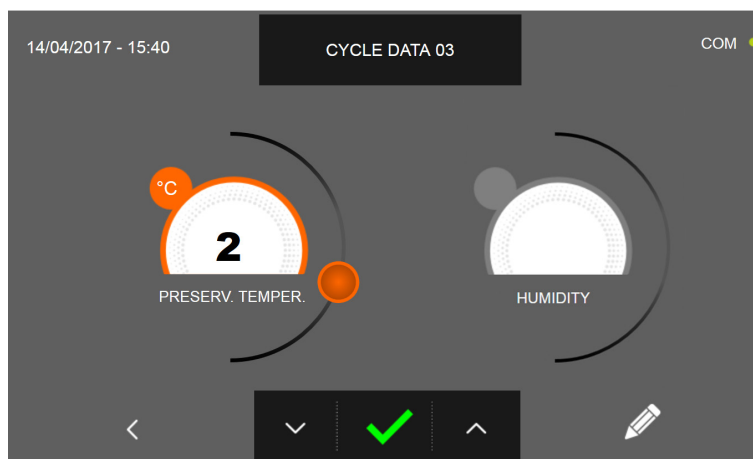 14/04/2017 - 15:40
CYCLE DATA 03
COM
°C
2
PRESERV. TEMPER.
HUMIDITY